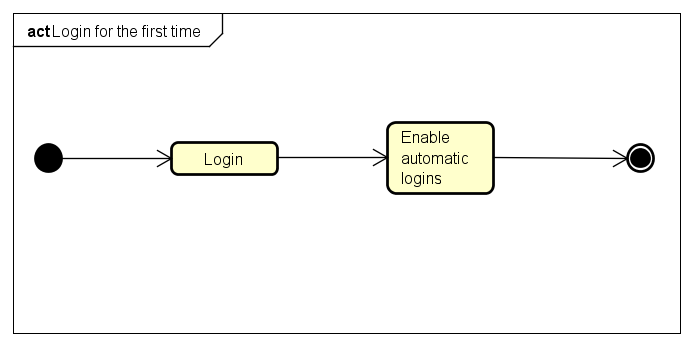 act Login for the first time
Login
Enable
automatic
logins